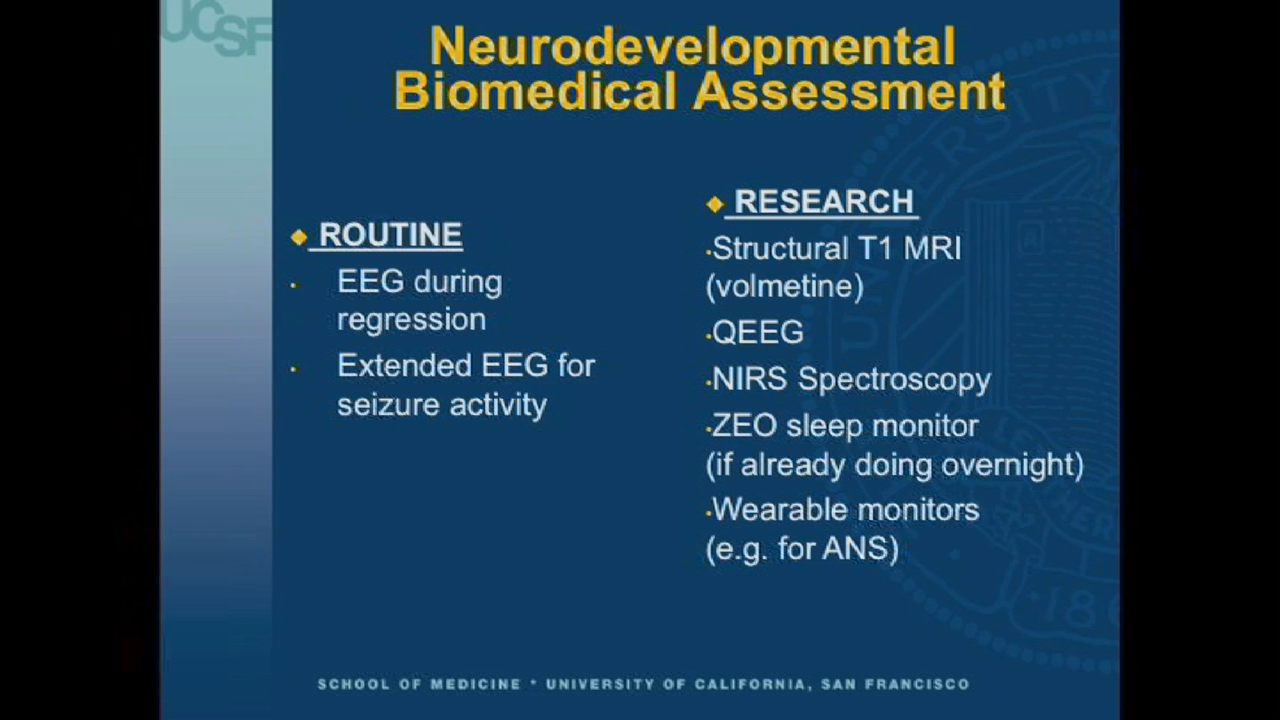 UCSF
Neurodevelopmental
Biomedical Assessment
◆ ROUTINE
· EEG during
regression
· Extended EEG for
seizure activity
◆ RESEARCH
·Structural T1 MRI
(volmetine)
·QEEG
·NIRS Spectroscopy
·ZEO sleep monitor
(if already doing overnight)
·Wearable monitors
(e.g. for ANS)
SCHOOL OF MEDICINE * UNIVERSITY OF CALIFORNIA, SAN FRANCISCO